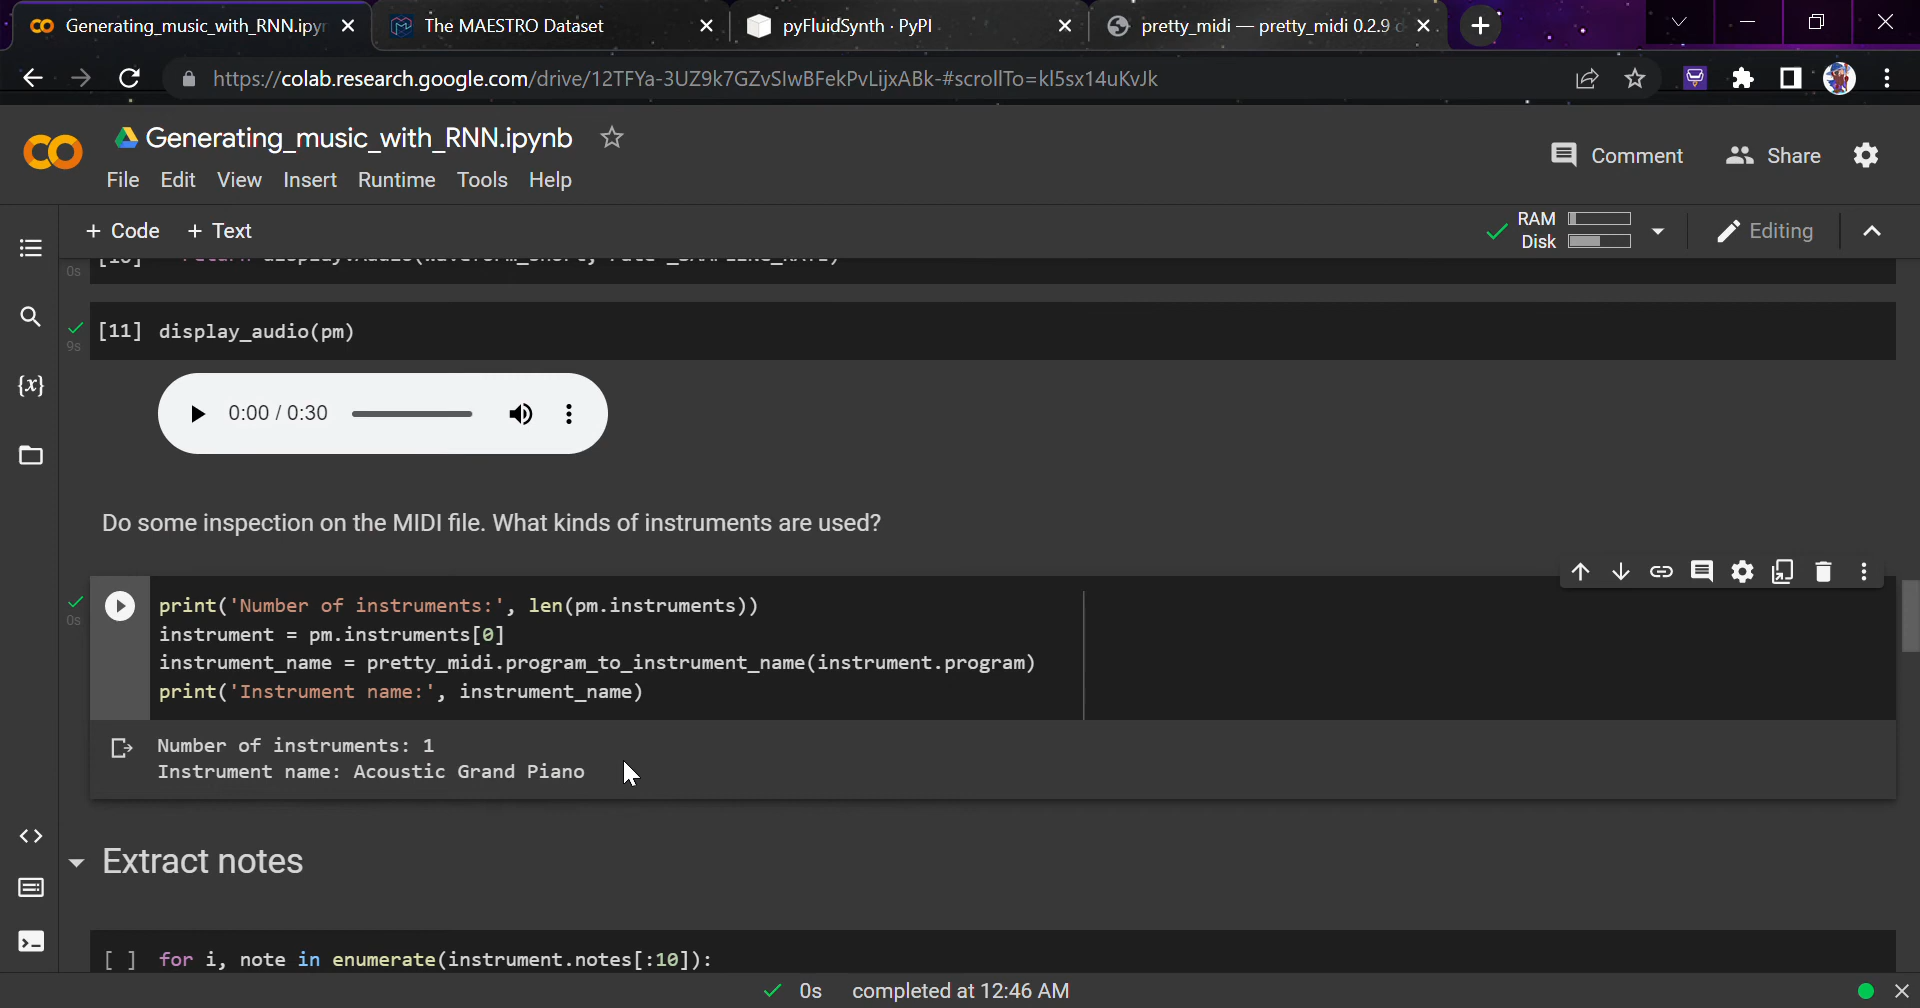 Generating_music_with_RNN.ipyr
The MAESTRO Dataset
pyFluidSynth · PyPI
pretty_midi — pretty_midi 0.2.9 d
https://colab.research.google.com/drive/12TFYa-3UZ9k7GZvSlwBFekPvLijxABk-#scrollTo=kl5sx14uKvJk
Generating_music_with_RNN.ipynb
Comment
Share
File Edit View Insert Runtime Tools Help
+ Code + Text
RAM
Disk
Editing
0s
[11] display_audio(pm)
9s
0:00 / 0:30
Do some inspection on the MIDI file. What kinds of instruments are used?
0s
print('Number of instruments:', len(pm.instruments))
instrument = pm.instruments[0]
instrument_name = pretty_midi.program_to_instrument_name(instrument.program)
print('Instrument name:', instrument_name)
Number of instruments: 1
Instrument name: Acoustic Grand Piano
{x}
Extract notes
[ ] for i, note in enumerate(instrument.notes[:10]):
0s completed at 12:46 AM